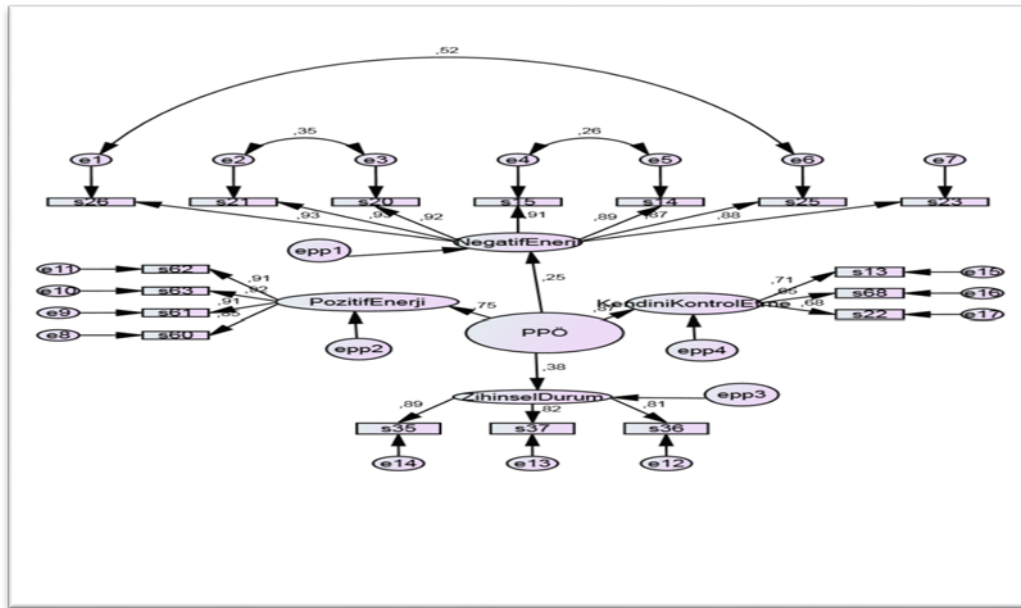 ,52
,35
,26
e1 e2 e3 e4 e5 e6 e7
s26 s21 s20 s15 s14 s25 s23
,93 ,93 ,92 ,91 ,89 ,87 ,88
NegatifEnerji
epp1
,25
e11 s62 ,91
e10 s63 ,92
e9 s61 ,91
e8 s60
PozitifEnerji
,75
epp2
PPÖ
KendiniKontrolEtme
epp4
,71 s13 e15
s68 e16
,68 s22 e17
,38
ZihinselDurum
epp3
,89 ,82 ,81
s35 s37 s36
e14 e13 e12